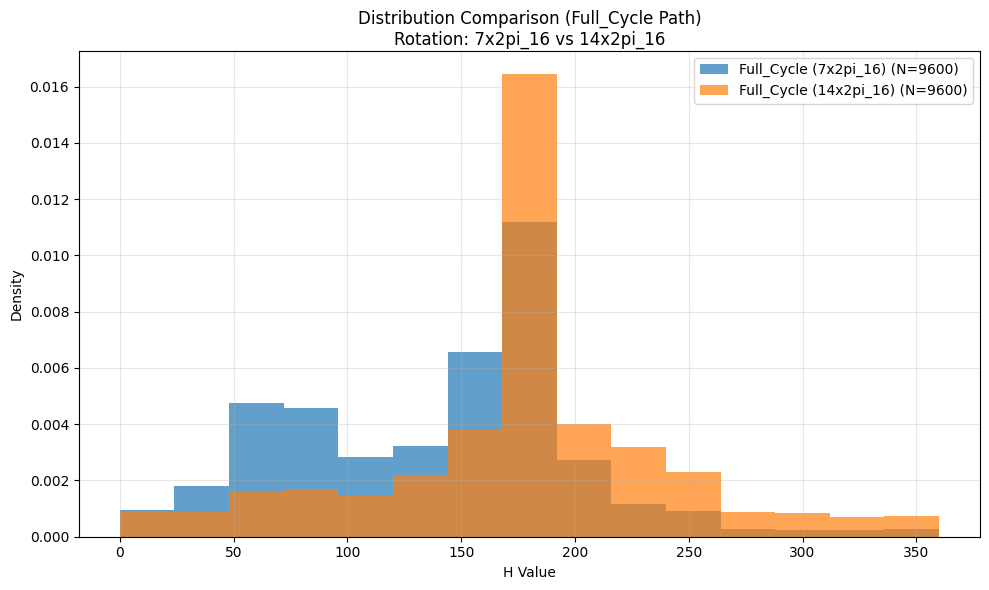 Distribution Comparison (Full_Cycle Path)
Rotation: 7x2pi_16 vs 14x2pi_16
Full_Cycle (7x2pi_16) (N=9600)
Full_Cycle (14x2pi_16) (N=9600)
0.016
0.014
0.012
0.010
0.008
0.006
0.004
0.002
0.000
Density
0 50 100 150 200 250 300 350
H Value